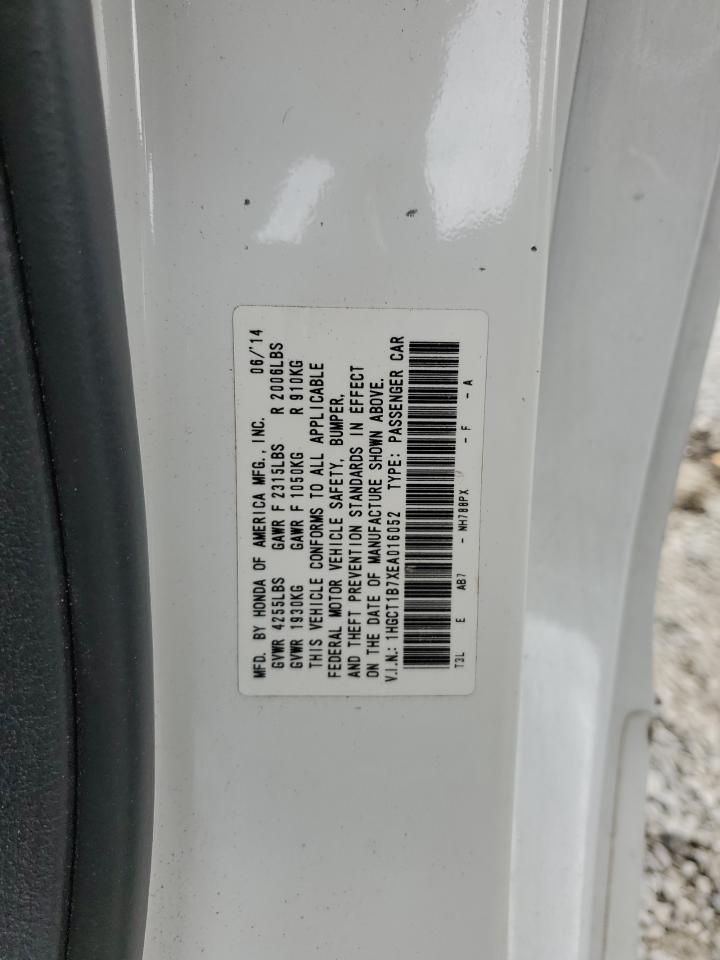 MFD. BY HONDA OF AMERICA MFG., INC. 06/'14
GVWR 4255LBS GAWR F 2315LBS R 2006LBS
GVWR 1930KG GAWR F 1050KG R 910KG
THIS VEHICLE CONFORMS TO ALL APPLICABLE
FEDERAL MOTOR VEHICLE SAFETY, BUMPER,
AND THEFT PREVENTION STANDARDS IN EFFECT
ON THE DATE OF MANUFACTURE SHOWN ABOVE.
V.I.N.: 1HGCT1B7XEA016052 TYPE: PASSENGER CAR
T3L E AB7 - NH788PX - F - A